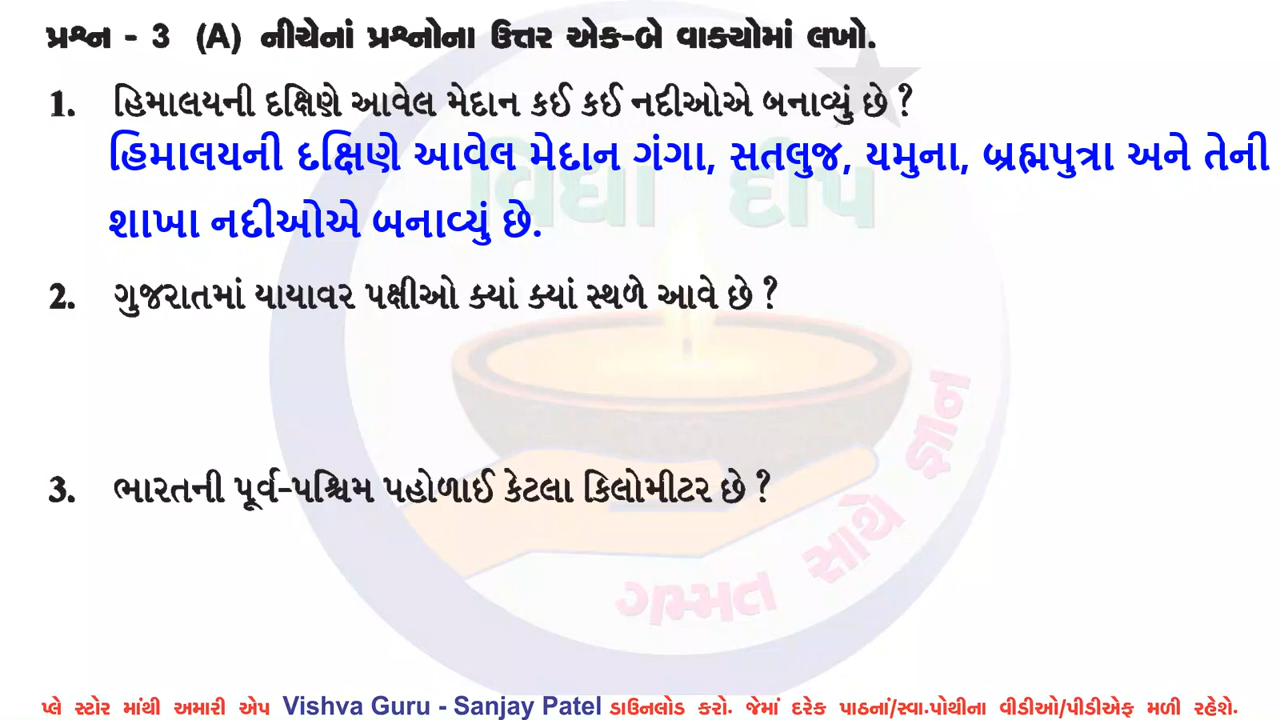 પ્રશ્ન - 3 (A) નીચેનાં પ્રશ્નોના ઉત્તર એક-બે વાક્યોમાં લખો.
1. હિમાલયની દક્ષિણે આવેલ મેદાન કઈ કઈ નદીઓએ બનાવ્યું છે ?
હિમાલયની દક્ષિણે આવેલ મેદાન ગંગા, સતલુજ, યમુના, બ્રહ્મપુત્રા અને તેની
શાખા નદીઓએ બનાવ્યું છે.
વિદ્યા દીપ
2. ગુજરાતમાં યાયાવર પક્ષીઓ ક્યાં ક્યાં સ્થળે આવે છે ?
3. ભારતની પૂર્વ-પશ્ચિમ પહોળાઈ કેટલા કિલોમીટર છે ?
ગમ્મત સાથે જ્ઞાન
પ્લે સ્ટોર માંથી અમારી એપ Vishva Guru - Sanjay Patel ડાઉનલોડ કરો. જેમાં દરેક પાઠનાં/સ્વા.પોથીના વીડીઓ/પીડીએફ મળી રહેશે.